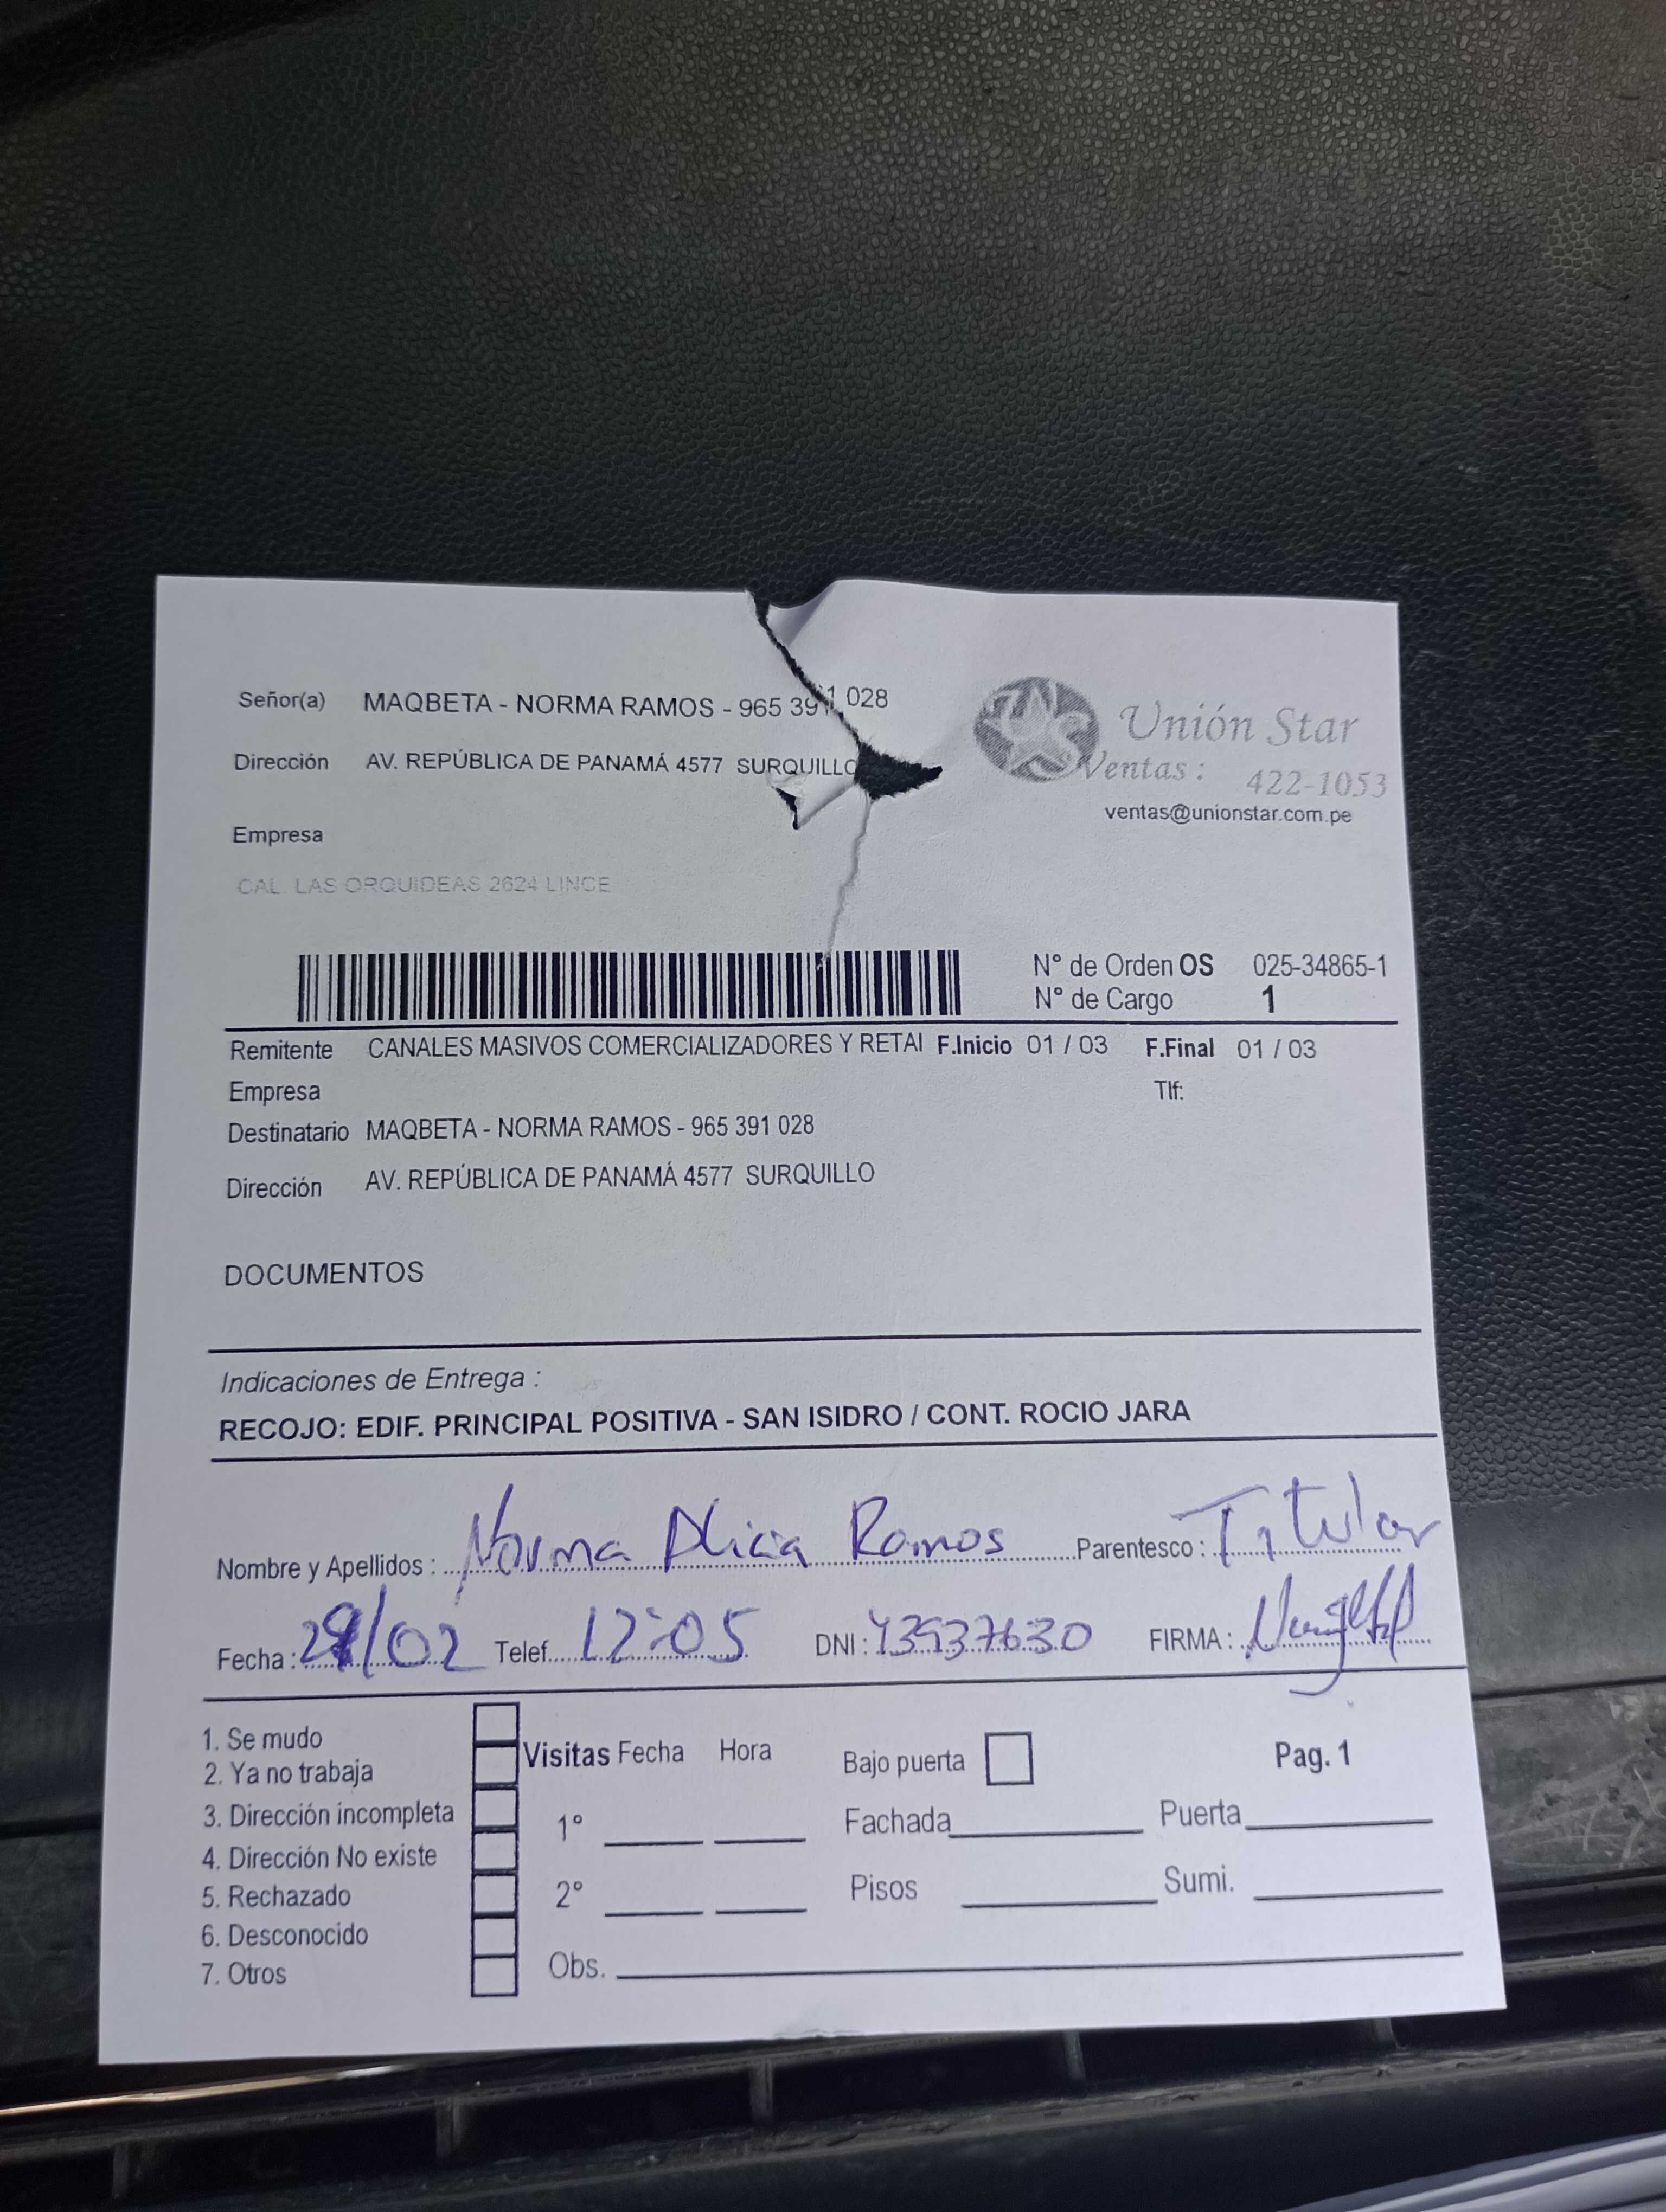 Señor(a) MAQBETA - NORMA RAMOS - 965 391 028
Dirección AV. REPÚBLICA DE PANAMÁ 4577 SURQUILLO
Unión Star
Ventas : 422-1053
ventas@unionstar.com.pe
Empresa
CAL. LAS ORQUIDEAS 2624 LINCE
N° de Orden OS 025-34865-1
N° de Cargo 1
Remitente CANALES MASIVOS COMERCIALIZADORES Y RETAI F.Inicio 01 / 03 F.Final 01 / 03
Empresa Tlf:
Destinatario MAQBETA - NORMA RAMOS - 965 391 028
Dirección AV. REPÚBLICA DE PANAMÁ 4577 SURQUILLO
DOCUMENTOS
Indicaciones de Entrega :
RECOJO: EDIF. PRINCIPAL POSITIVA - SAN ISIDRO / CONT. ROCIO JARA
Nombre y Apellidos : Norma Alicia Ramos Parentesco : Titular
Fecha : /02 Telef. 12:05 DNI : 43937630 FIRMA :
1. Se mudo
2. Ya no trabaja
3. Dirección incompleta
4. Dirección No existe
5. Rechazado
6. Desconocido
7. Otros
Visitas Fecha Hora
1°
2°
Obs.
Bajo puerta
Pag. 1
Fachada Puerta
Pisos Sumi.